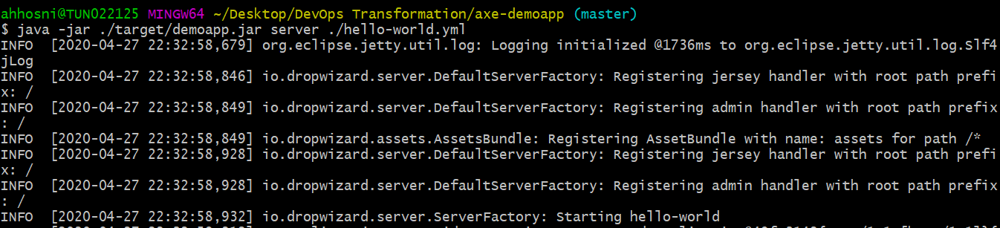 ahhosni@TUN022125 MINGW64 ~/Desktop/DevOps Transformation/axe-demoapp (master)
$ java -jar ./target/demoapp.jar server ./hello-world.yml
INFO  [2020-04-27 22:32:58,679] org.eclipse.jetty.util.log: Logging initialized @1736ms to org.eclipse.jetty.util.log.Slf4
jLog
INFO  [2020-04-27 22:32:58,846] io.dropwizard.server.DefaultServerFactory: Registering jersey handler with root path prefi
x: /
INFO  [2020-04-27 22:32:58,849] io.dropwizard.server.DefaultServerFactory: Registering admin handler with root path prefix
: /
INFO  [2020-04-27 22:32:58,849] io.dropwizard.assets.AssetsBundle: Registering AssetBundle with name: assets for path /*
INFO  [2020-04-27 22:32:58,928] io.dropwizard.server.DefaultServerFactory: Registering jersey handler with root path prefi
x: /
INFO  [2020-04-27 22:32:58,928] io.dropwizard.server.DefaultServerFactory: Registering admin handler with root path prefix
: /
INFO  [2020-04-27 22:32:58,932] io.dropwizard.server.ServerFactory: Starting hello-world